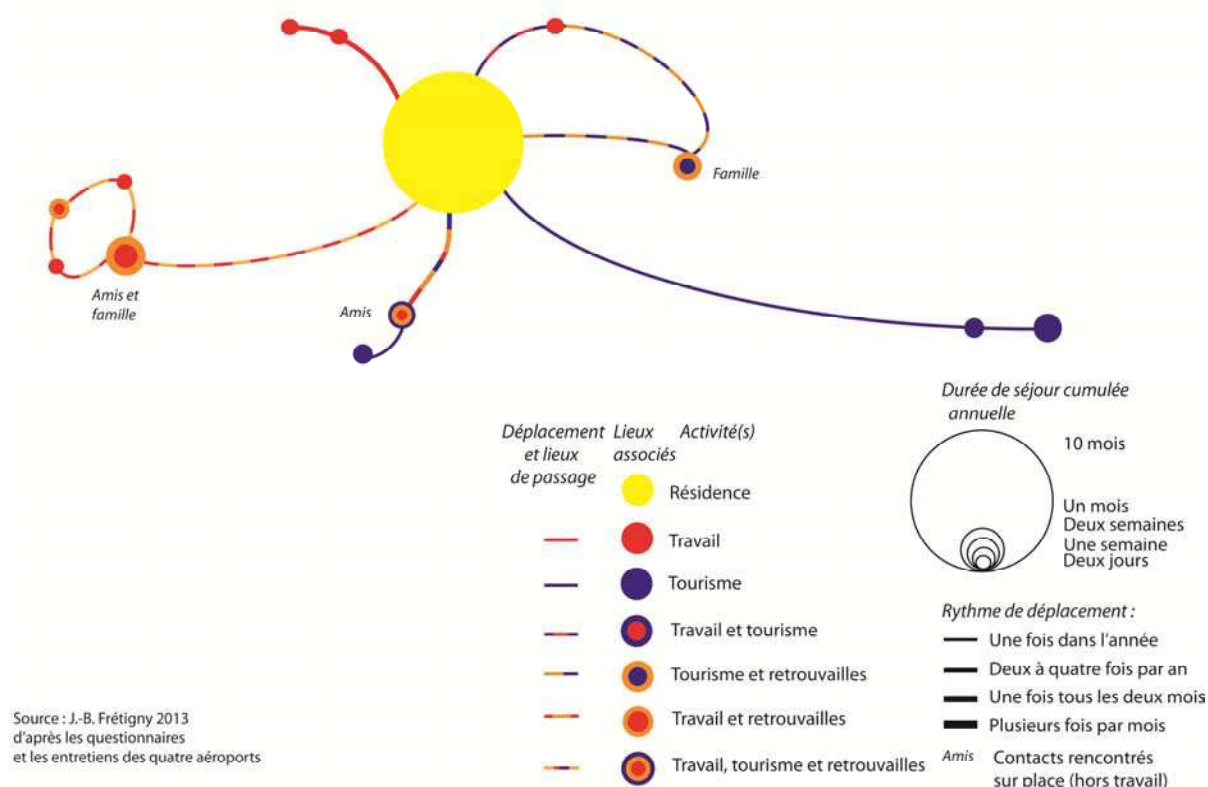 Famille
Amis et
famille
Amis
Déplacement
et lieux
de passage
Lieux
associés
Activité(s)
Résidence
Travail
Tourisme
Travail et tourisme
Tourisme et retrouvailles
Travail et retrouvailles
Travail, tourisme et retrouvailles
Durée de séjour cumulée
annuelle
10 mois
Un mois
Deux semaines
Une semaine
Deux jours
Rythme de déplacement :
Une fois dans l'année
Deux à quatre fois par an
Une fois tous les deux mois
Plusieurs fois par mois
Amis Contacts rencontrés
sur place (hors travail)
Source : J.-B. Frétigny 2013
d'après les questionnaires
et les entretiens des quatre aéroports